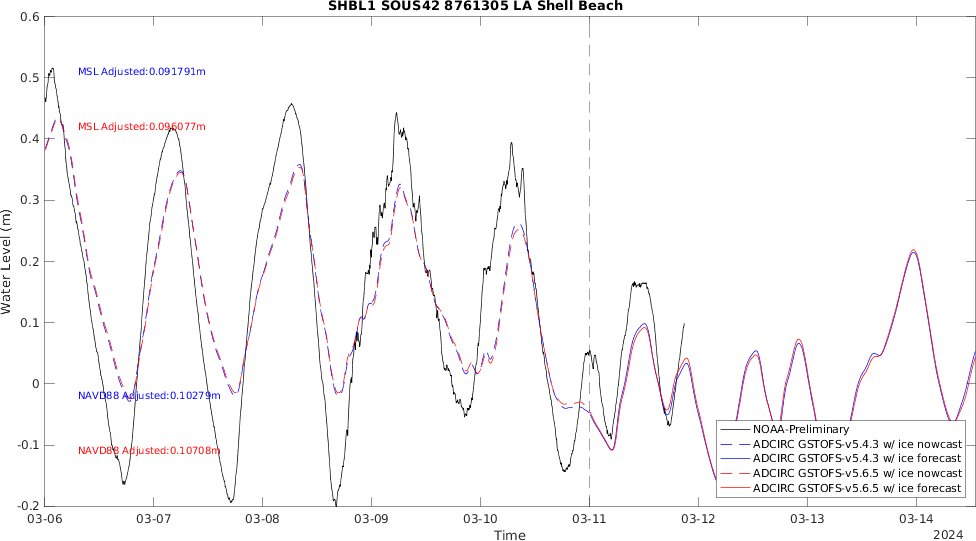 SHBL1 SOUS42 8761305 LA Shell Beach
0.6
0.5
0.4
0.3
0.2
0.1
0
-0.1
-0.2
Water Level (m)
MSL Adjusted:0.091791m
MSL Adjusted:0.096077m
NAVD88 Adjusted:0.10279m
NAVD88 Adjusted:0.10708m
NOAA-Preliminary
ADCIRC GSTOFS-v5.4.3 w/ ice nowcast
ADCIRC GSTOFS-v5.4.3 w/ ice forecast
ADCIRC GSTOFS-v5.6.5 w/ ice nowcast
ADCIRC GSTOFS-v5.6.5 w/ ice forecast
03-06 03-07 03-08 03-09 03-10 03-11 03-12 03-13 03-14
Time
2024